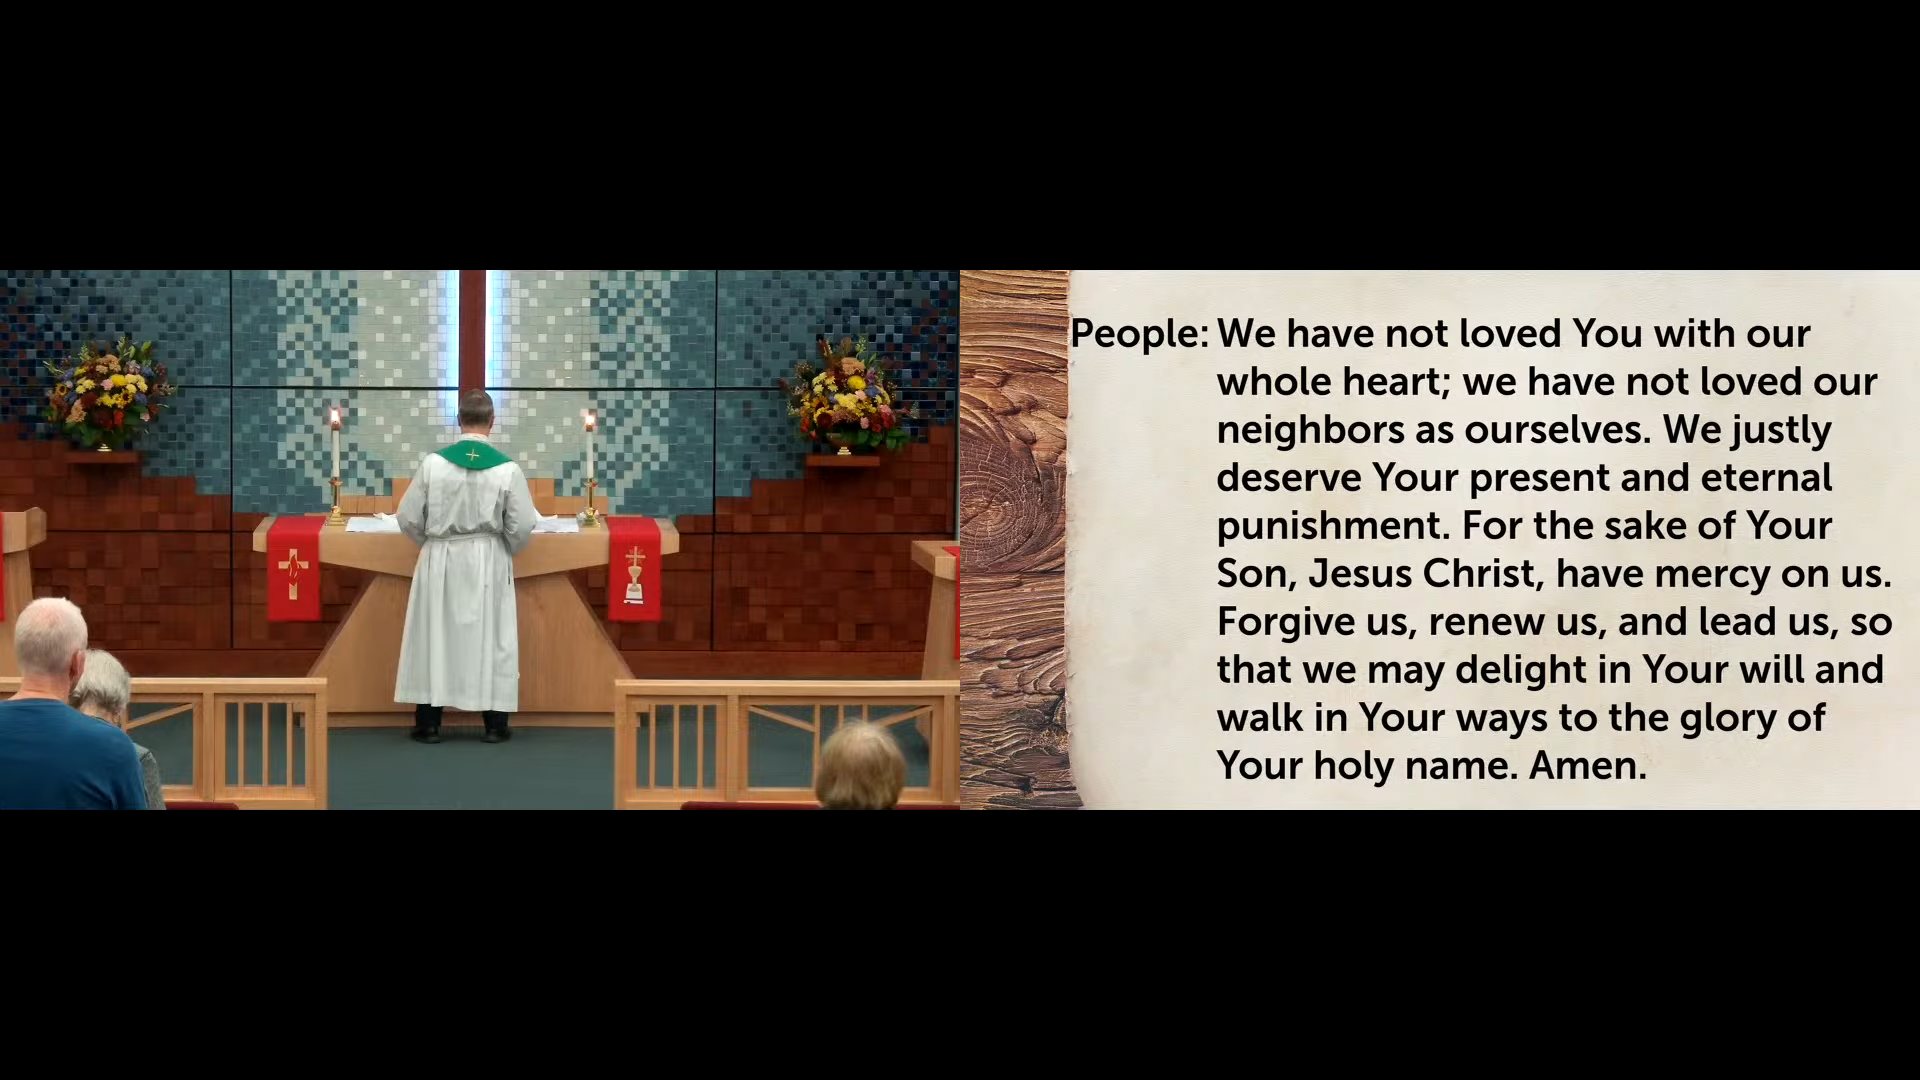 People: We have not loved You with our
whole heart; we have not loved our
neighbors as ourselves. We justly
deserve Your present and eternal
punishment. For the sake of Your
Son, Jesus Christ, have mercy on us.
Forgive us, renew us, and lead us, so
that we may delight in Your will and
walk in Your ways to the glory of
Your holy name. Amen.